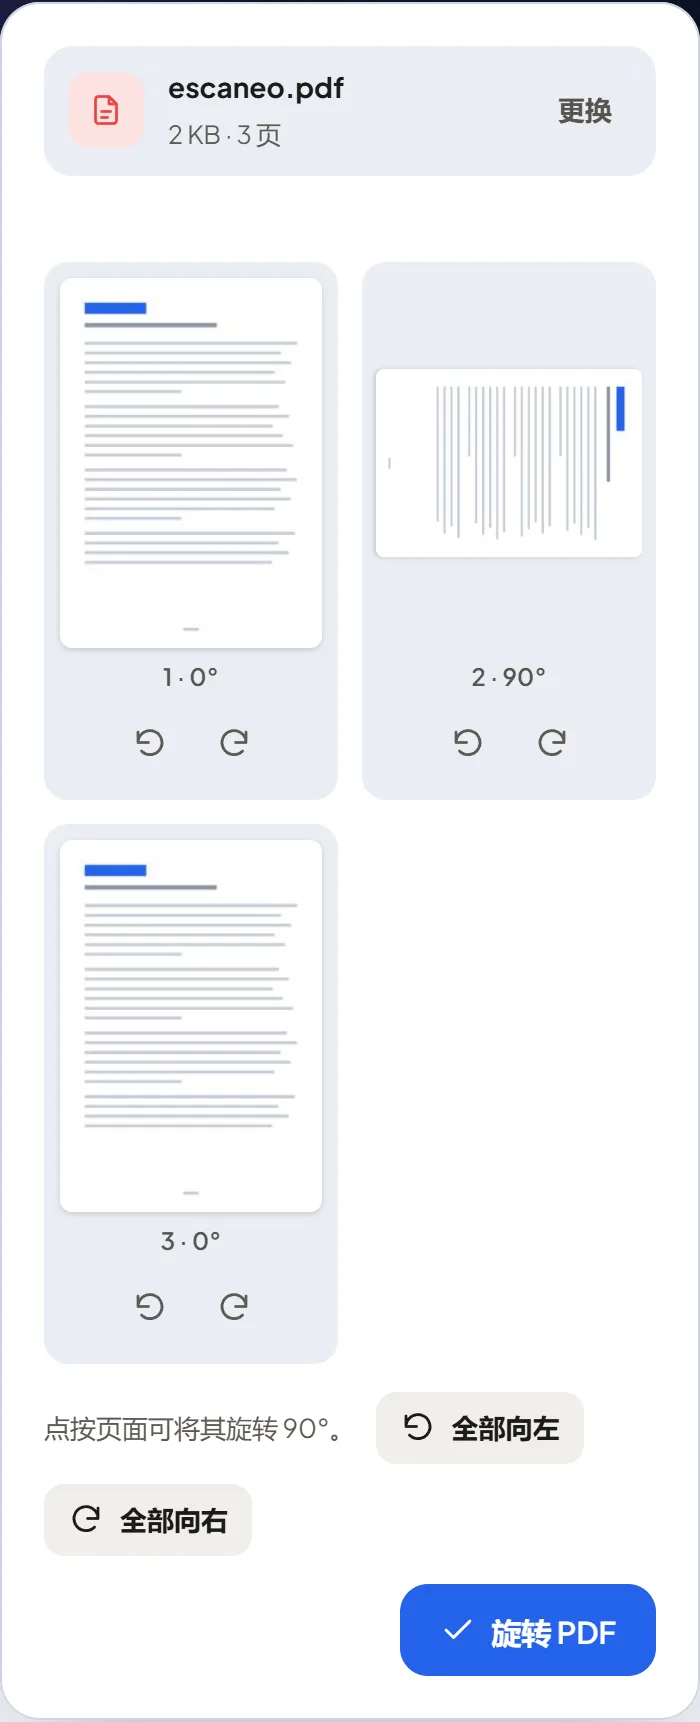 escaneo.pdf
2 KB · 3 页
更换
1 · 0°
2 · 90°
3 · 0°
点按页面可将其旋转 90°。
全部向左
全部向右
旋转 PDF